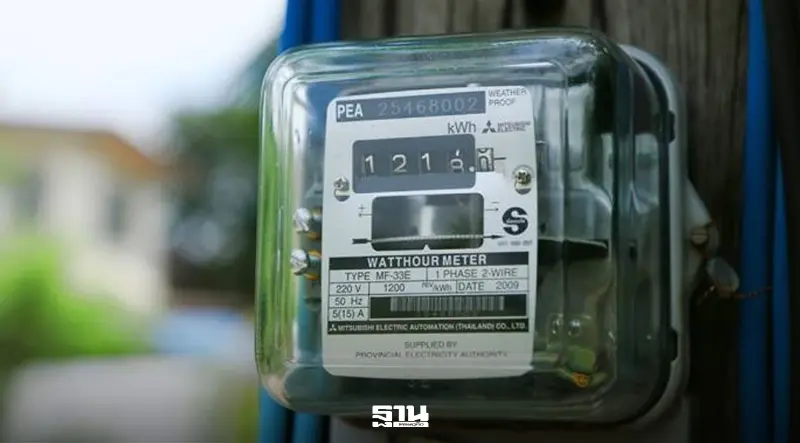 PEA 25468002
WEATHER PROOF
kWh MITSUBISHI ELECTRIC
1218
S
WATTHOUR METER
TYPE MF-33E 1 PHASE 2-WIRE
220 V 1200 rev/kWh DATE 2009
50 Hz
5(15) A
MITSUBISHI ELECTRIC AUTOMATION (THAILAND) CO., LTD.
SUPPLIED BY
PROVINCIAL ELECTRICITY AUTHORITY
ฐาน